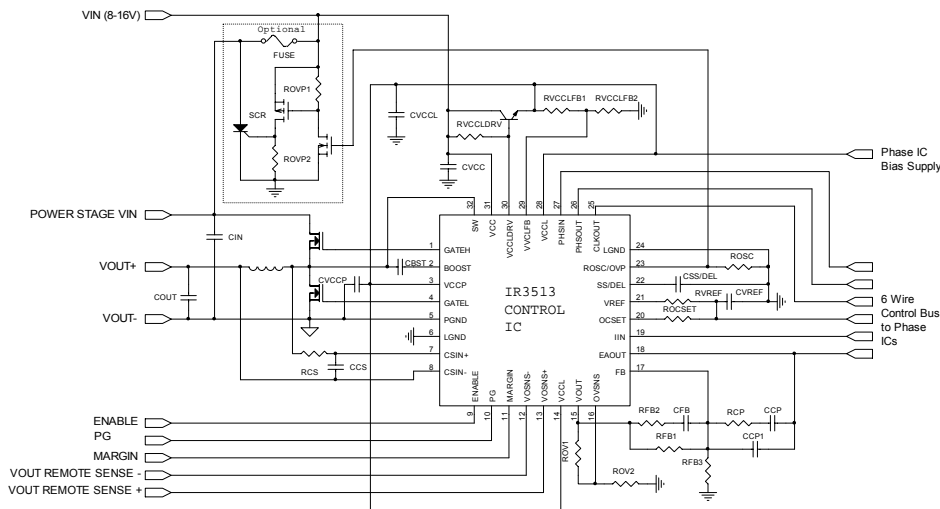 VIN (8-16V)
Optional
FUSE
ROVP1
SCR
ROVP2
CVCCL
RVCCLFB1
RVCCLFB2
RVCCLDRV
CVCC
Phase IC
Bias Supply
POWER STAGE VIN
CIN
VOUT+
COUT
VOUT-
CVCCP
CBST
RCS
CCS
32
31
30
29
28
27
26
25
SW
VCC
VCCLDRV
VVCLFB
VCCL
PHSIN
PHSOUT
CLKOUT
1
GATEH
2
BOOST
3
VCCP
4
GATEL
5
PGND
6
LGND
7
CSIN+
8
CSIN-
IR3513
CONTROL
IC
LGND
24
ROSC/OVP
23
SS/DEL
22
VREF
21
OCSET
20
IIN
19
EAOUT
18
FB
17
ROSC
CSS/DEL
RVREF
CVREF
ROCSET
6 Wire
Control Bus
to Phase
ICs
ENABLE
PG
MARGIN
VOSNS-
VOSNS+
VCCL
VOUT
OVSNS
9
10
11
12
13
14
15
16
RFB2
CFB
RCP
CCP
RFB1
CCP1
RFB3
ROV1
ROV2
ENABLE
PG
MARGIN
VOUT REMOTE SENSE -
VOUT REMOTE SENSE +